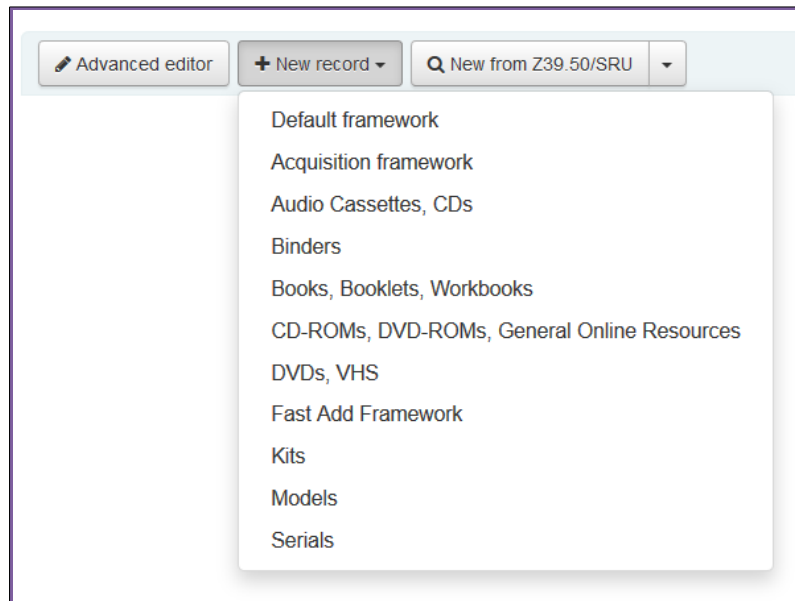 Advanced editor New record New from Z39.50/SRU
Default framework
Acquisition framework
Audio Cassettes, CDs
Binders
Books, Booklets, Workbooks
CD-ROMs, DVD-ROMs, General Online Resources
DVDs, VHS
Fast Add Framework
Kits
Models
Serials